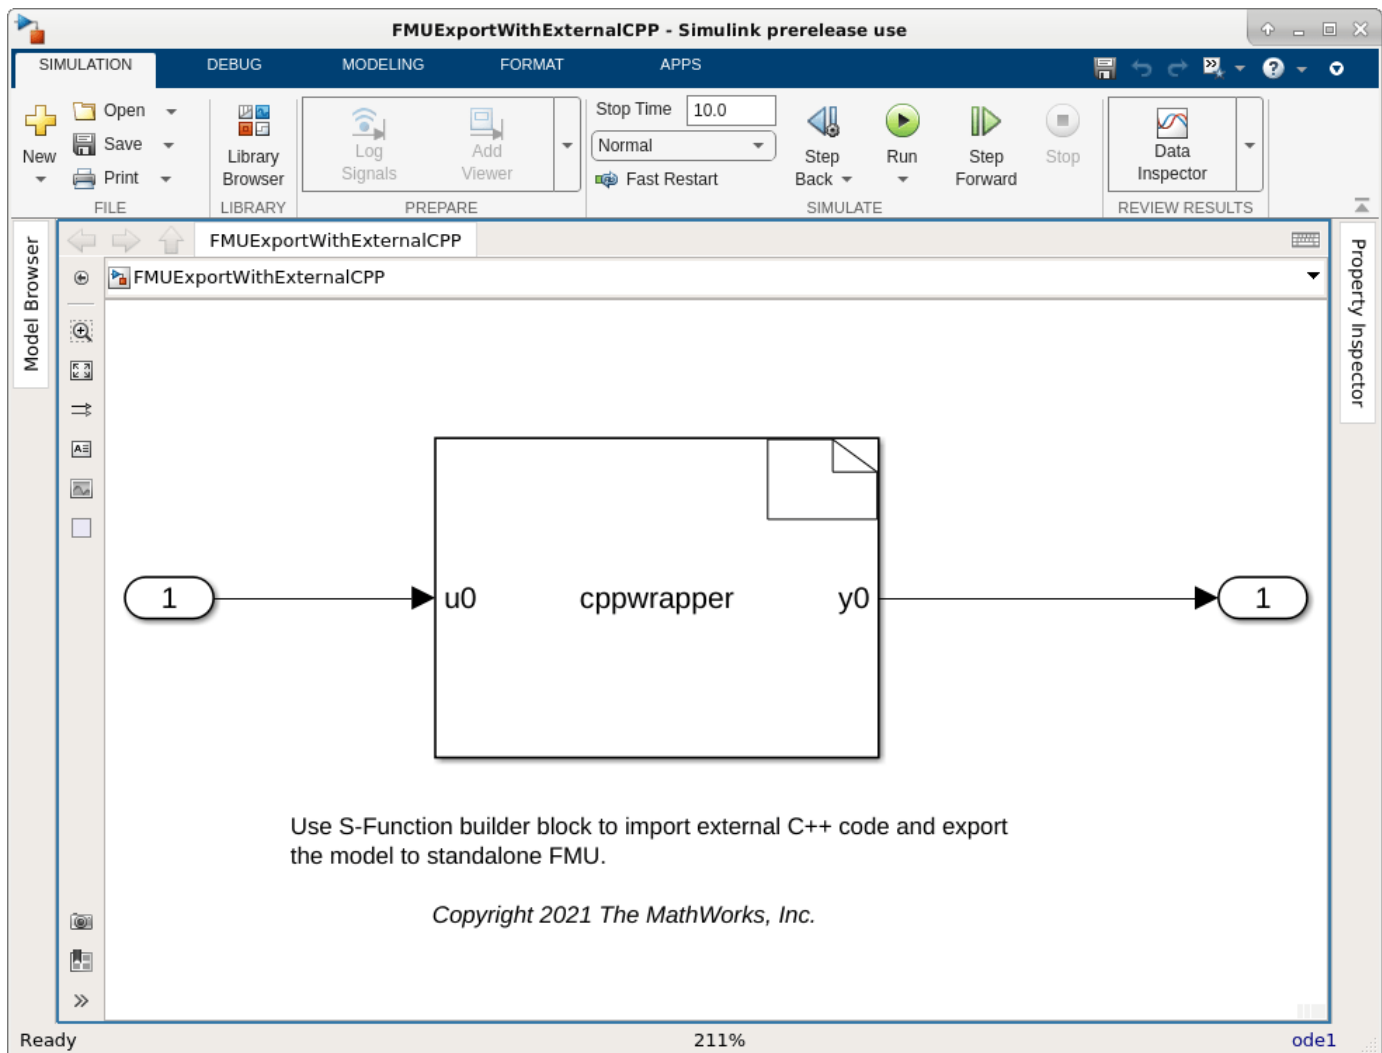 FMUExportWithExternalCPP - Simulink prerelease use
SIMULATION DEBUG MODELING FORMAT APPS
New
Open
Save
Print
FILE
Library
Browser
LIBRARY
Log
Signals
Add
Viewer
PREPARE
Stop Time 10.0
Normal
Fast Restart
Step
Back
Run
Step
Forward
Stop
SIMULATE
Data
Inspector
REVIEW RESULTS
Model Browser
FMUExportWithExternalCPP
FMUExportWithExternalCPP
Property Inspector
1 u0 cppwrapper y0 1
Use S-Function builder block to import external C++ code and export
the model to standalone FMU.
Copyright 2021 The MathWorks, Inc.
Ready 211% ode1